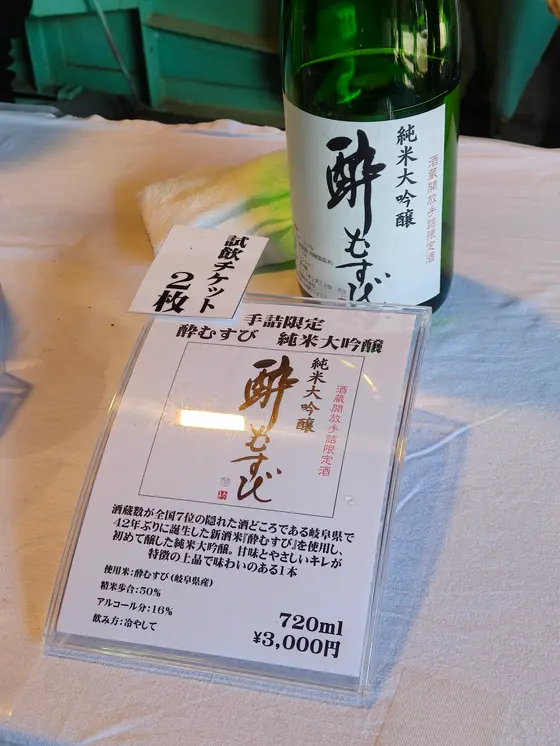 純米大吟醸
酔むすび
酒蔵開放手詰限定酒
試飲チケット
2枚
手詰限定
酔むすび 純米大吟醸
純米大吟醸
酔むすび
酒蔵開放手詰限定酒
酒蔵数が全国7位の隠れた酒どころである岐阜県で
42年ぶりに誕生した新酒米『酔むすび』を使用し、
初めて醸した純米大吟醸。甘味とやさしいキレが
特徴の上品で味わいのある1本
使用米:酔むすび(岐阜県産)
精米歩合:50%
アルコール分:16%
飲み方:冷やして
720ml
¥3,000円